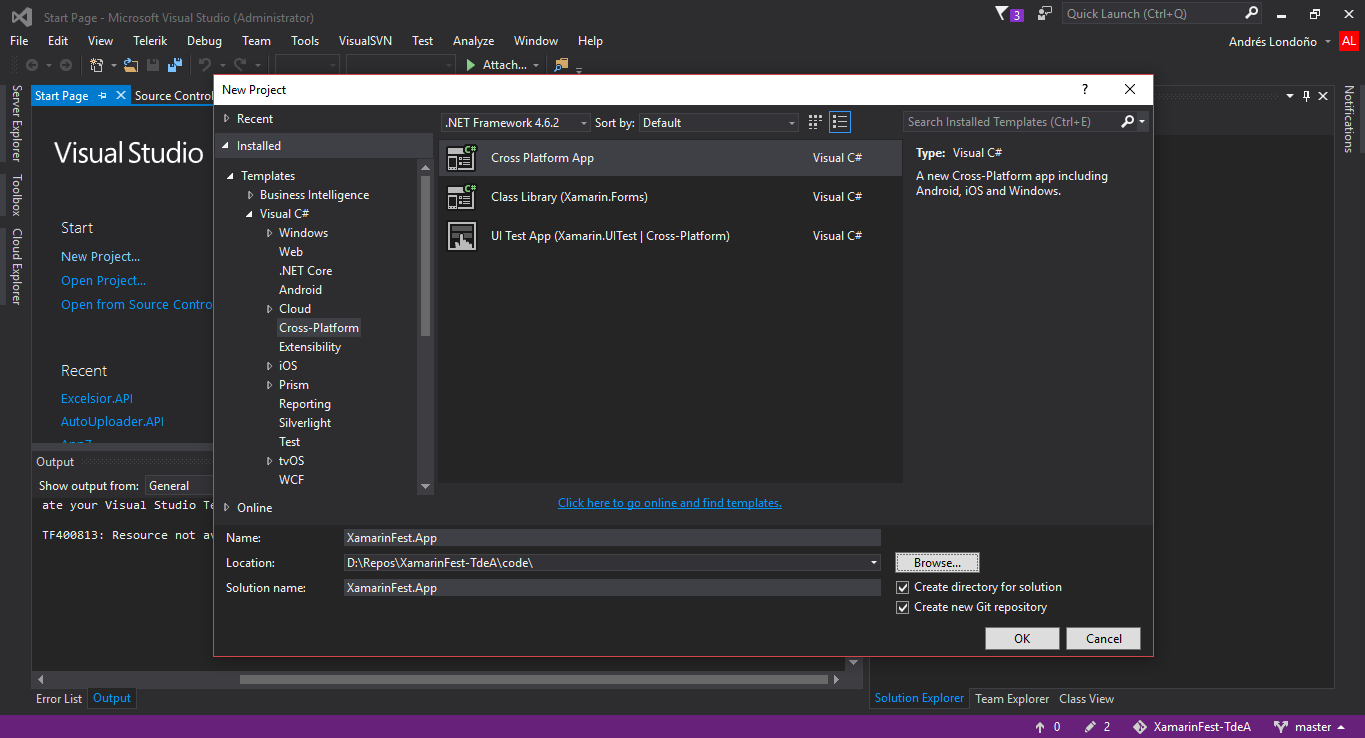 Start Page - Microsoft Visual Studio (Administrator)
3
Quick Launch (Ctrl+Q)
File Edit View Telerik Debug Team Tools VisualSVN Test Analyze Window Help
Andrés Londoño
AL
Attach...
Server Explorer
Toolbox
Cloud Explorer
Start Page
Source Control
Notifications
Visual Studio
Start
New Project...
Open Project...
Open from Source Contro
Recent
Excelsior.API
AutoUploader.API
New Project
?
Recent
.NET Framework 4.6.2
Sort by:
Default
Search Installed Templates (Ctrl+E)
Installed
Templates
Business Intelligence
Visual C#
Windows
Web
.NET Core
Android
Cloud
Cross-Platform
Extensibility
iOS
Prism
Reporting
Silverlight
Test
tvOS
WCF
Online
C# Cross Platform App Visual C#
C# Class Library (Xamarin.Forms) Visual C#
UI Test App (Xamarin.UITest | Cross-Platform) Visual C#
Type: Visual C#
A new Cross-Platform app including
Android, iOS and Windows.
Click here to go online and find templates.
Name: XamarinFest.App
Location: D:\Repos\XamarinFest-TdeA\code\
Browse...
Solution name: XamarinFest.App
Create directory for solution
Create new Git repository
OK
Cancel
Output
Show output from: General
ate your Visual Studio Te
TF400813: Resource not av
Error List
Output
Solution Explorer
Team Explorer
Class View
0
2
XamarinFest-TdeA
master